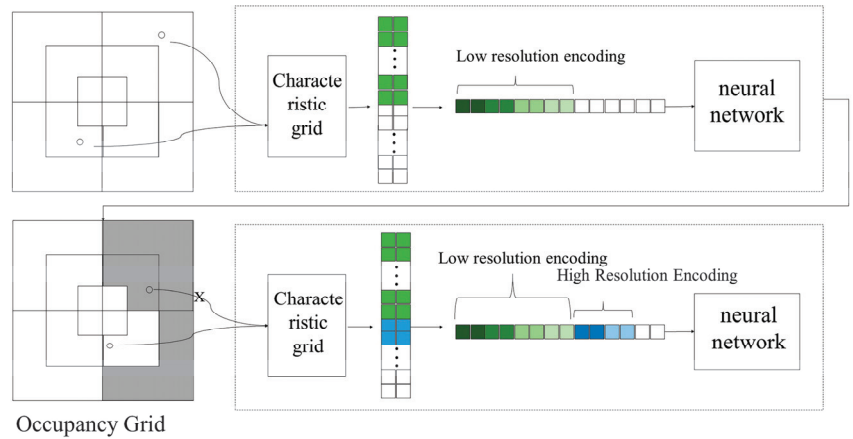 Low resolution encoding
Characte
ristic
grid
neural
network
Low resolution encoding
High Resolution Encoding
X
Characte
ristic
grid
neural
network
Occupancy Grid